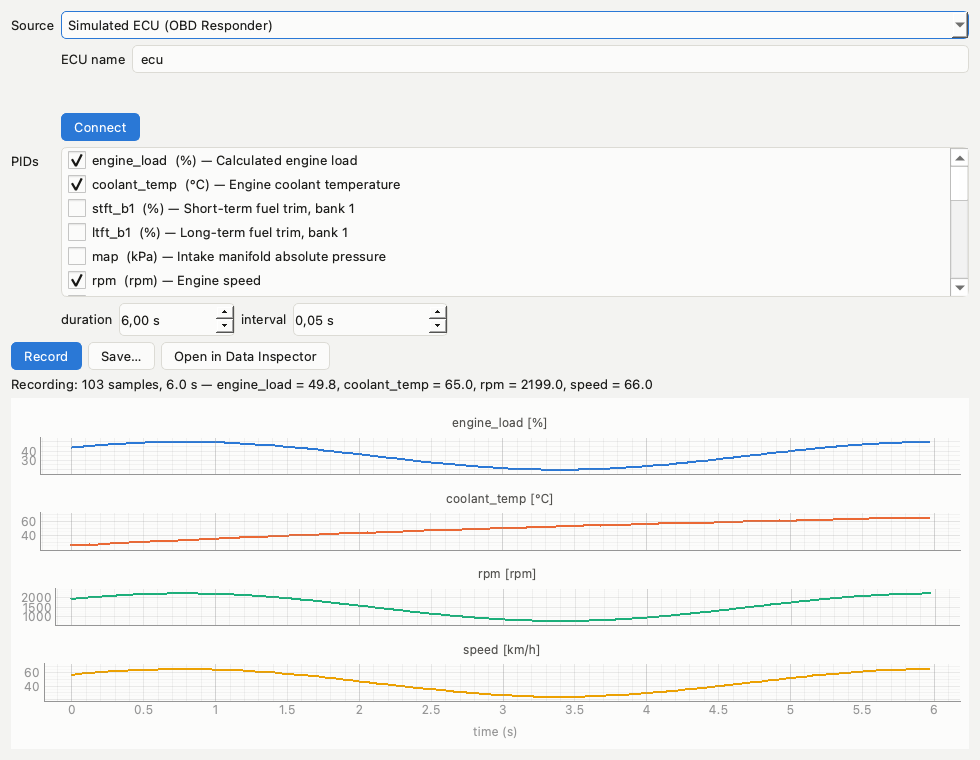 Source Simulated ECU (OBD Responder)
ECU name ecu
Connect
PIDs
engine_load (%) — Calculated engine load
coolant_temp (°C) — Engine coolant temperature
stft_b1 (%) — Short-term fuel trim, bank 1
ltft_b1 (%) — Long-term fuel trim, bank 1
map (kPa) — Intake manifold absolute pressure
rpm (rpm) — Engine speed
duration 6,00 s interval 0,05 s
Record Save... Open in Data Inspector
Recording: 103 samples, 6.0 s — engine_load = 49.8, coolant_temp = 65.0, rpm = 2199.0, speed = 66.0
engine_load [%]
40
30
coolant_temp [°C]
60
40
rpm [rpm]
2000
1500
1000
speed [km/h]
60
40
0 0.5 1 1.5 2 2.5 3 3.5 4 4.5 5 5.5 6
time (s)